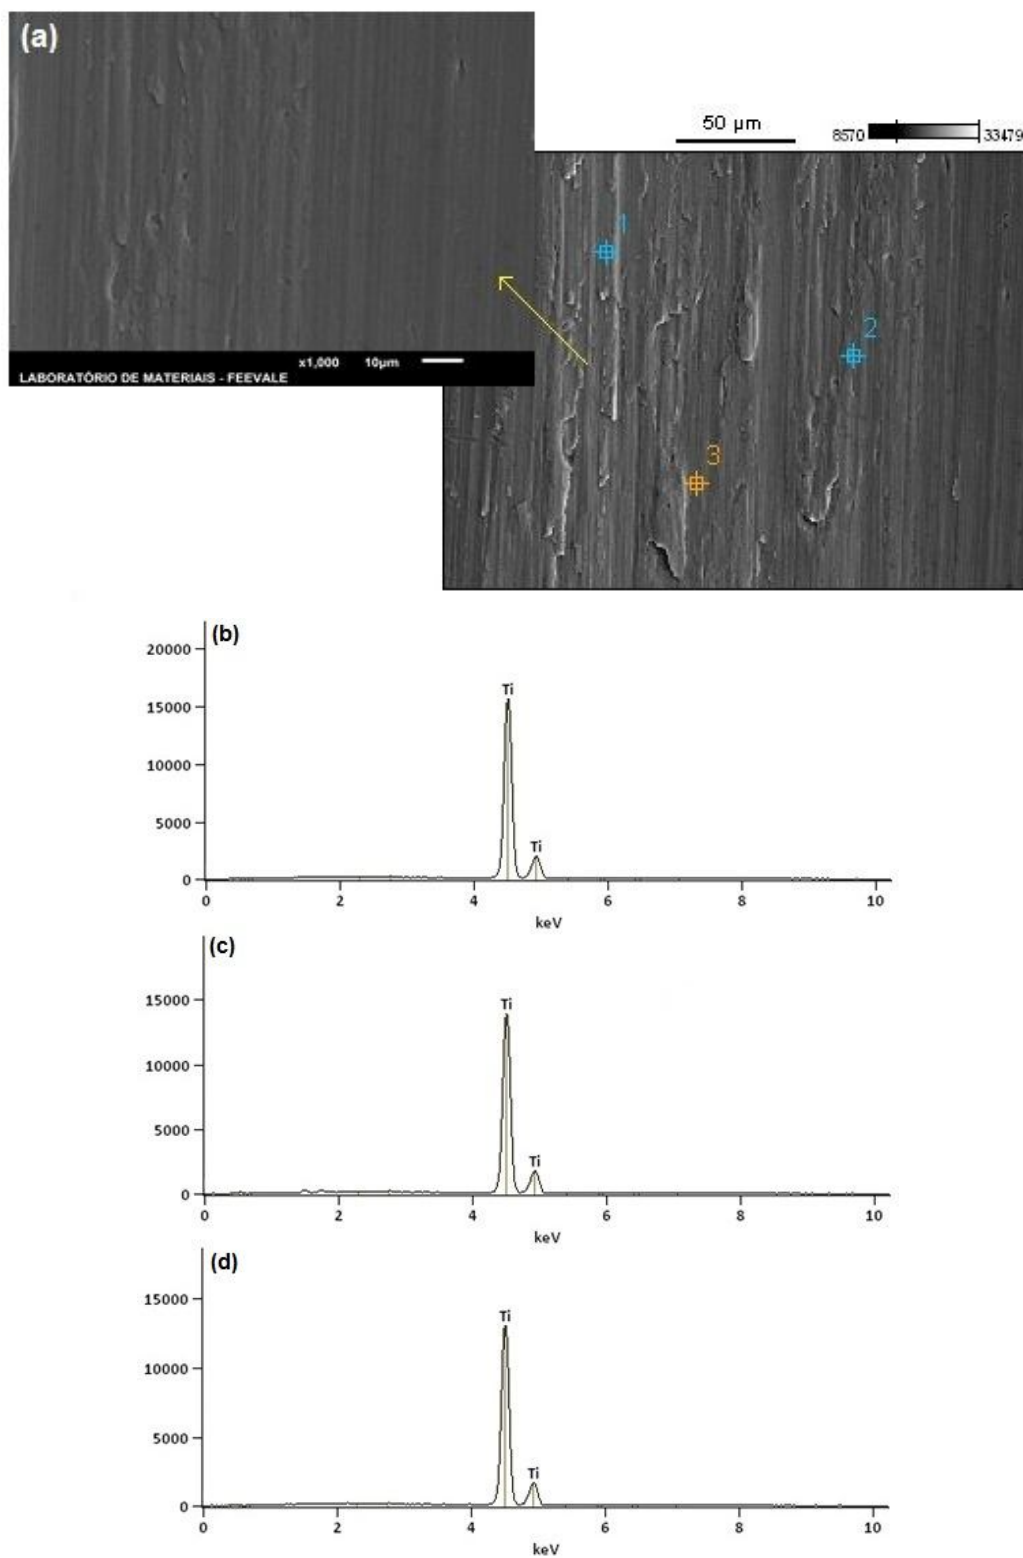 (a)
50 µm
8570 33479
1
2
3
x1,000 10µm
LABORATÓRIO DE MATERIAIS - FEEVALE
(b)
20000
15000
10000
5000
0
Ti
Ti
0 2 4 6 8 10
keV
(c)
15000
10000
5000
0
Ti
Ti
0 2 4 6 8 10
keV
(d)
15000
10000
5000
0
Ti
Ti
0 2 4 6 8 10
keV